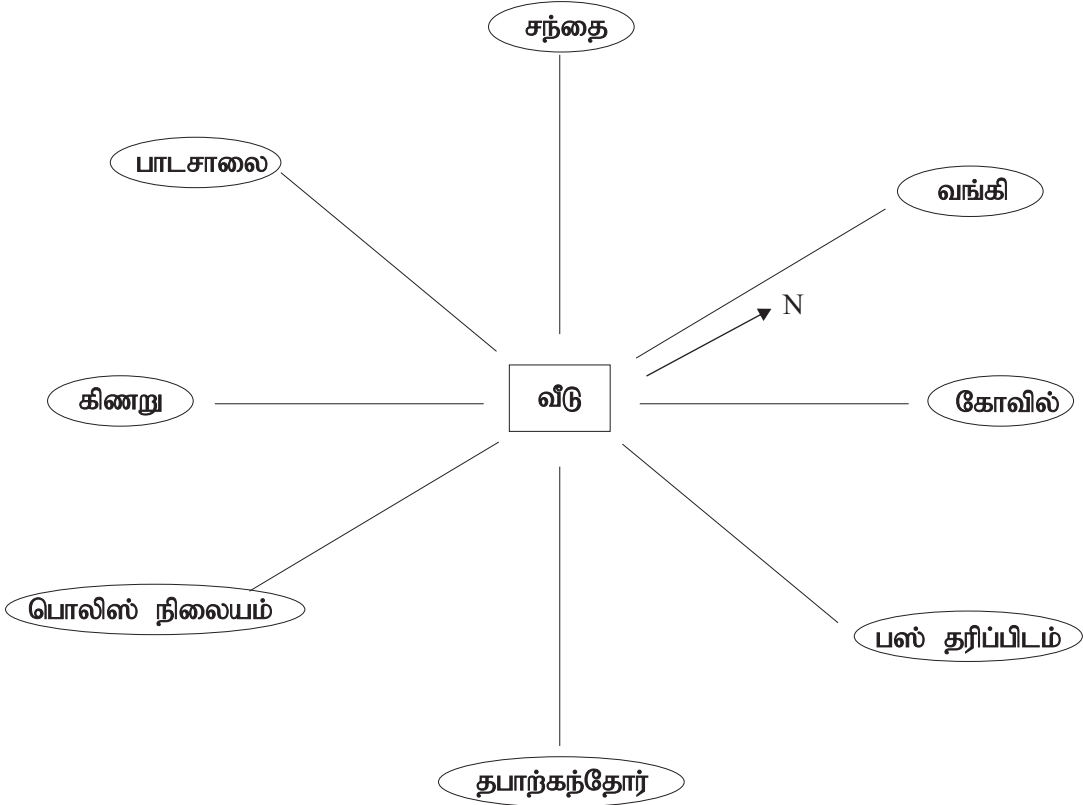 சந்தை
பாடசாலை
வங்கி
N
வீடு
கிணறு
கோவில்
பொலிஸ் நிலையம்
பஸ் தரிப்பிடம்
தபாற்கந்தோர்